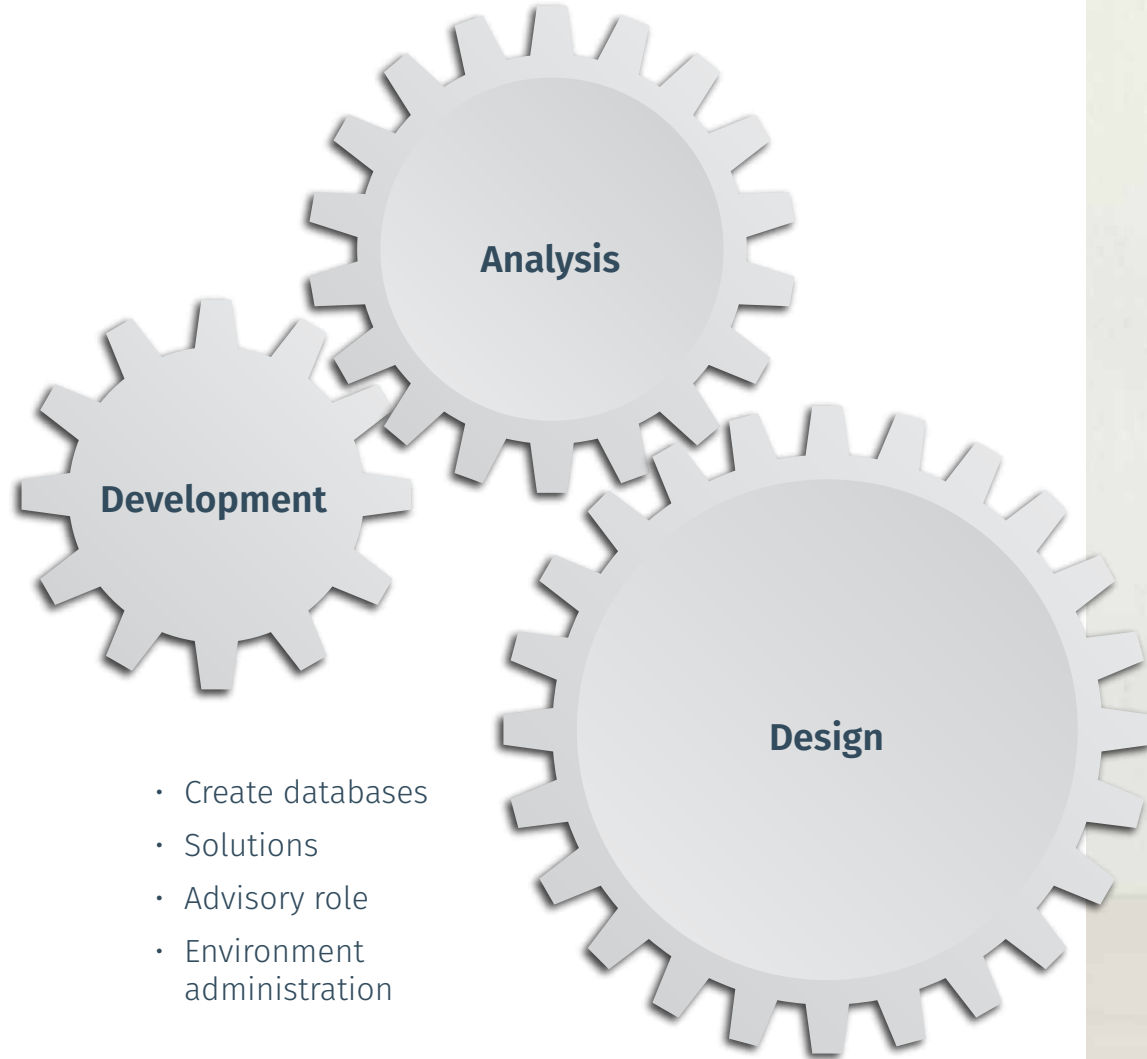 Analysis
Development
Design
· Create databases
· Solutions
· Advisory role
· Environment
administration